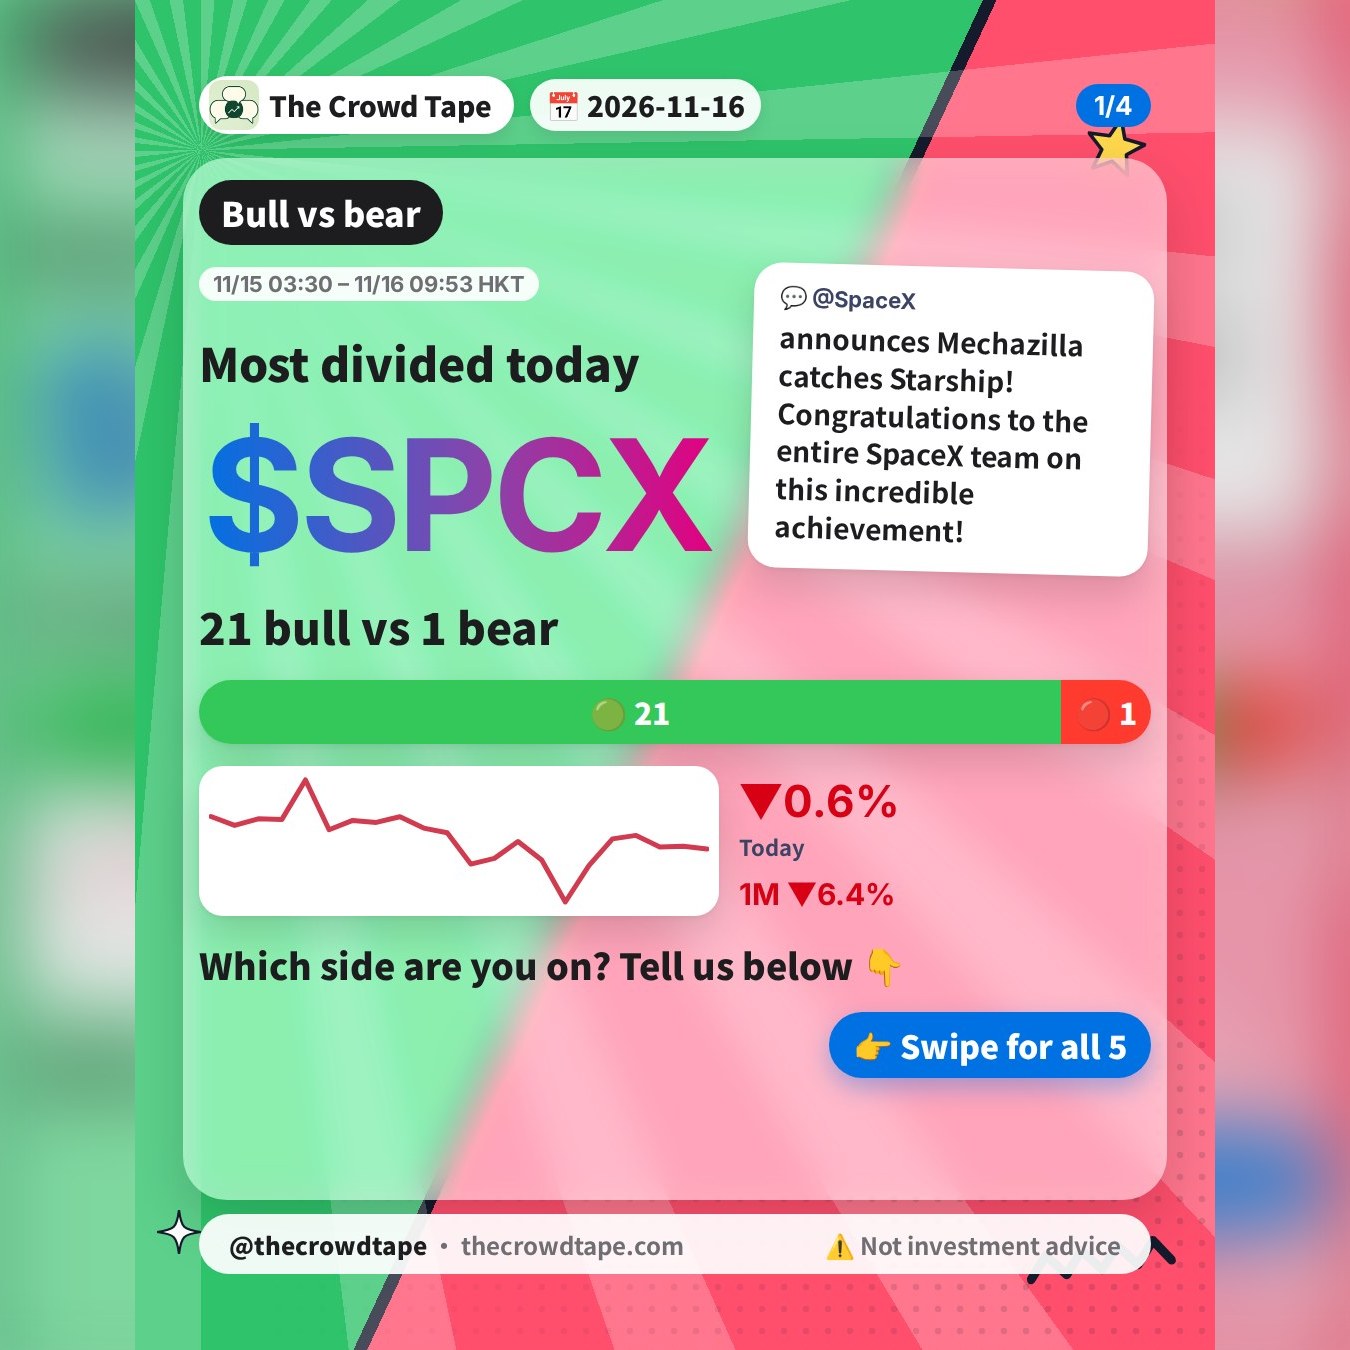 The Crowd Tape
📅 2026-11-16
1/4
Bull vs bear
11/15 03:30 – 11/16 09:53 HKT
Most divided today
$SPCX
💬 @SpaceX
announces Mechazilla
catches Starship!
Congratulations to the
entire SpaceX team on
this incredible
achievement!
21 bull vs 1 bear
🟢 21
🔴 1
▼0.6%
Today
1M ▼6.4%
Which side are you on? Tell us below 👇
👉 Swipe for all 5
@thecrowdtape • thecrowdtape.com
⚠️ Not investment advice